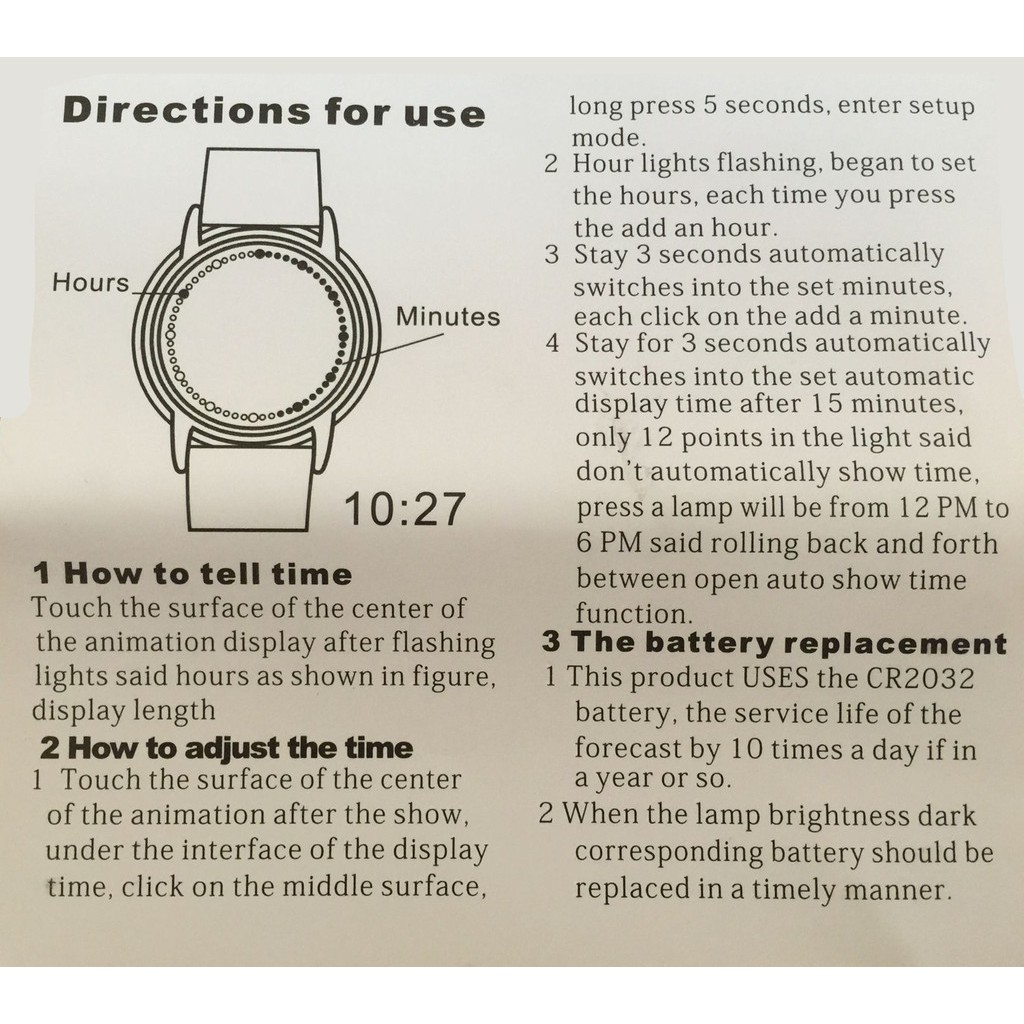 Directions for use
Hours
Minutes
10:27
1 How to tell time
Touch the surface of the center of
the animation display after flashing
lights said hours as shown in figure,
display length
2 How to adjust the time
1 Touch the surface of the center
of the animation after the show,
under the interface of the display
time, click on the middle surface,
long press 5 seconds, enter setup
mode.
2 Hour lights flashing, began to set
the hours, each time you press
the add an hour.
3 Stay 3 seconds automatically
switches into the set minutes,
each click on the add a minute.
4 Stay for 3 seconds automatically
switches into the set automatic
display time after 15 minutes,
only 12 points in the light said
don't automatically show time,
press a lamp will be from 12 PM to
6 PM said rolling back and forth
between open auto show time
function.
3 The battery replacement
1 This product USES the CR2032
battery, the service life of the
forecast by 10 times a day if in
a year or so.
2 When the lamp brightness dark
corresponding battery should be
replaced in a timely manner.